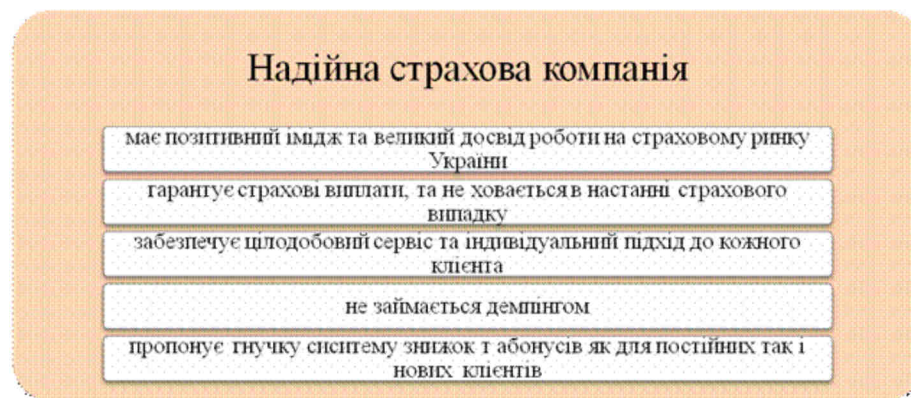 Надійна страхова компанія
має позитивний імідж та великий досвід роботи на страховому ринку
України
гарантує страхові виплати, та не ховається в настанні страхового
випадку
забезпечує цілодобовий сервіс та індивідуальний підхід до кожного
клієнта
не займається демпінгом
пропонує гнучку сиситему знижок т абонусів як для постійних так і
нових клієнтів